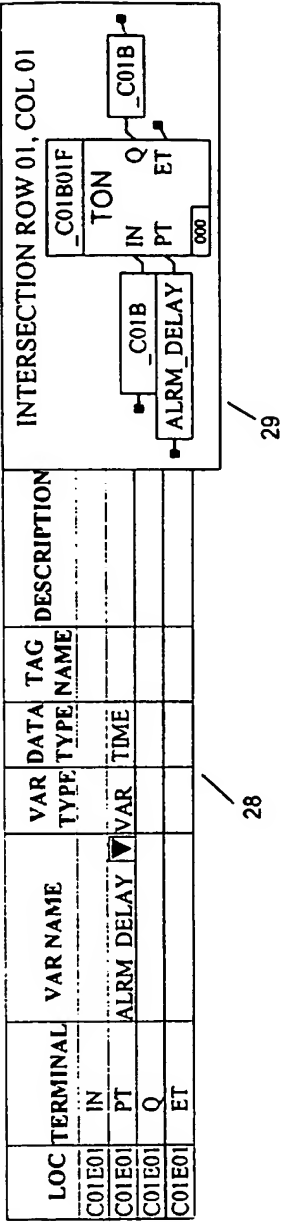 LOC TERMINAL VAR NAME VAR TYPE DATA TYPE TAG NAME DESCRIPTION
C01E01 IN
C01E01 PT ALRM DELAY VAR TIME
C01E01 Q
C01E01 ET
28
INTERSECTION ROW 01, COL 01
_C01B01F
TON
_C01B IN Q _C01B
ALRM_DELAY PT ET
000
29